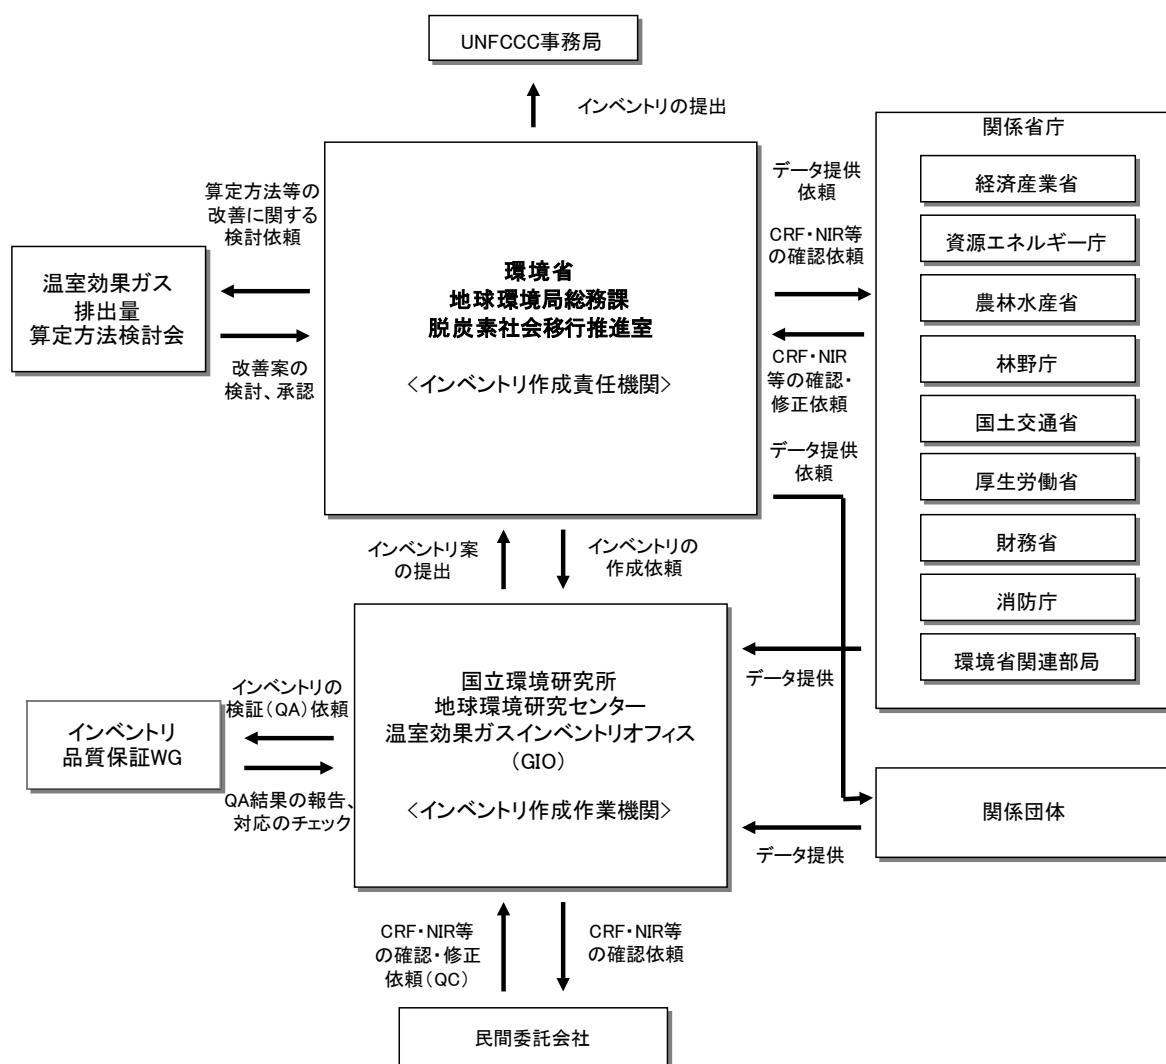 UNFCCC事務局
インベントリの提出
関係省庁
経済産業省
資源エネルギー庁
農林水産省
林野庁
国土交通省
厚生労働省
財務省
消防庁
環境省関連部局
データ提供
依頼
CRF・NIR等
の確認依頼
CRF・NIR
等の確認・
修正依頼
データ提供
依頼
算定方法等の
改善に関する
検討依頼
温室効果ガス
排出量
算定方法検討会
改善案の
検討、承認
環境省
地球環境局総務課
脱炭素社会移行推進室
<インベントリ作成責任機関>
インベントリ案
の提出
インベントリの
作成依頼
国立環境研究所
地球環境研究センター
温室効果ガスインベントリオフィス
(GIO)
<インベントリ作成作業機関>
インベントリの
検証(QA)依頼
インベントリ
品質保証WG
QA結果の報告、
対応のチェック
データ提供
関係団体
データ提供
CRF・NIR等
の確認・修正
依頼(QC)
CRF・NIR等
の確認依頼
民間委託会社